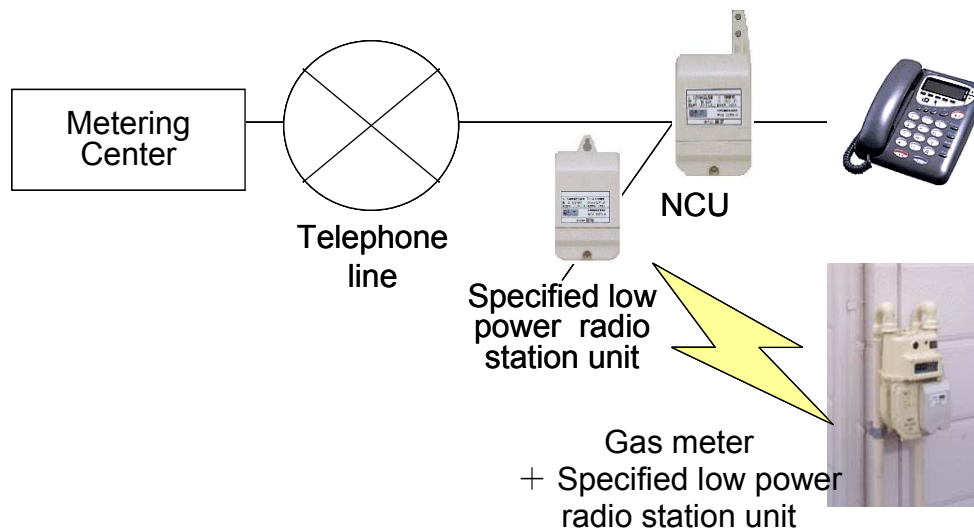 Metering
Center
Telephone
line
NCU
Specified low
power radio
station unit
Gas meter
+ Specified low power
radio station unit